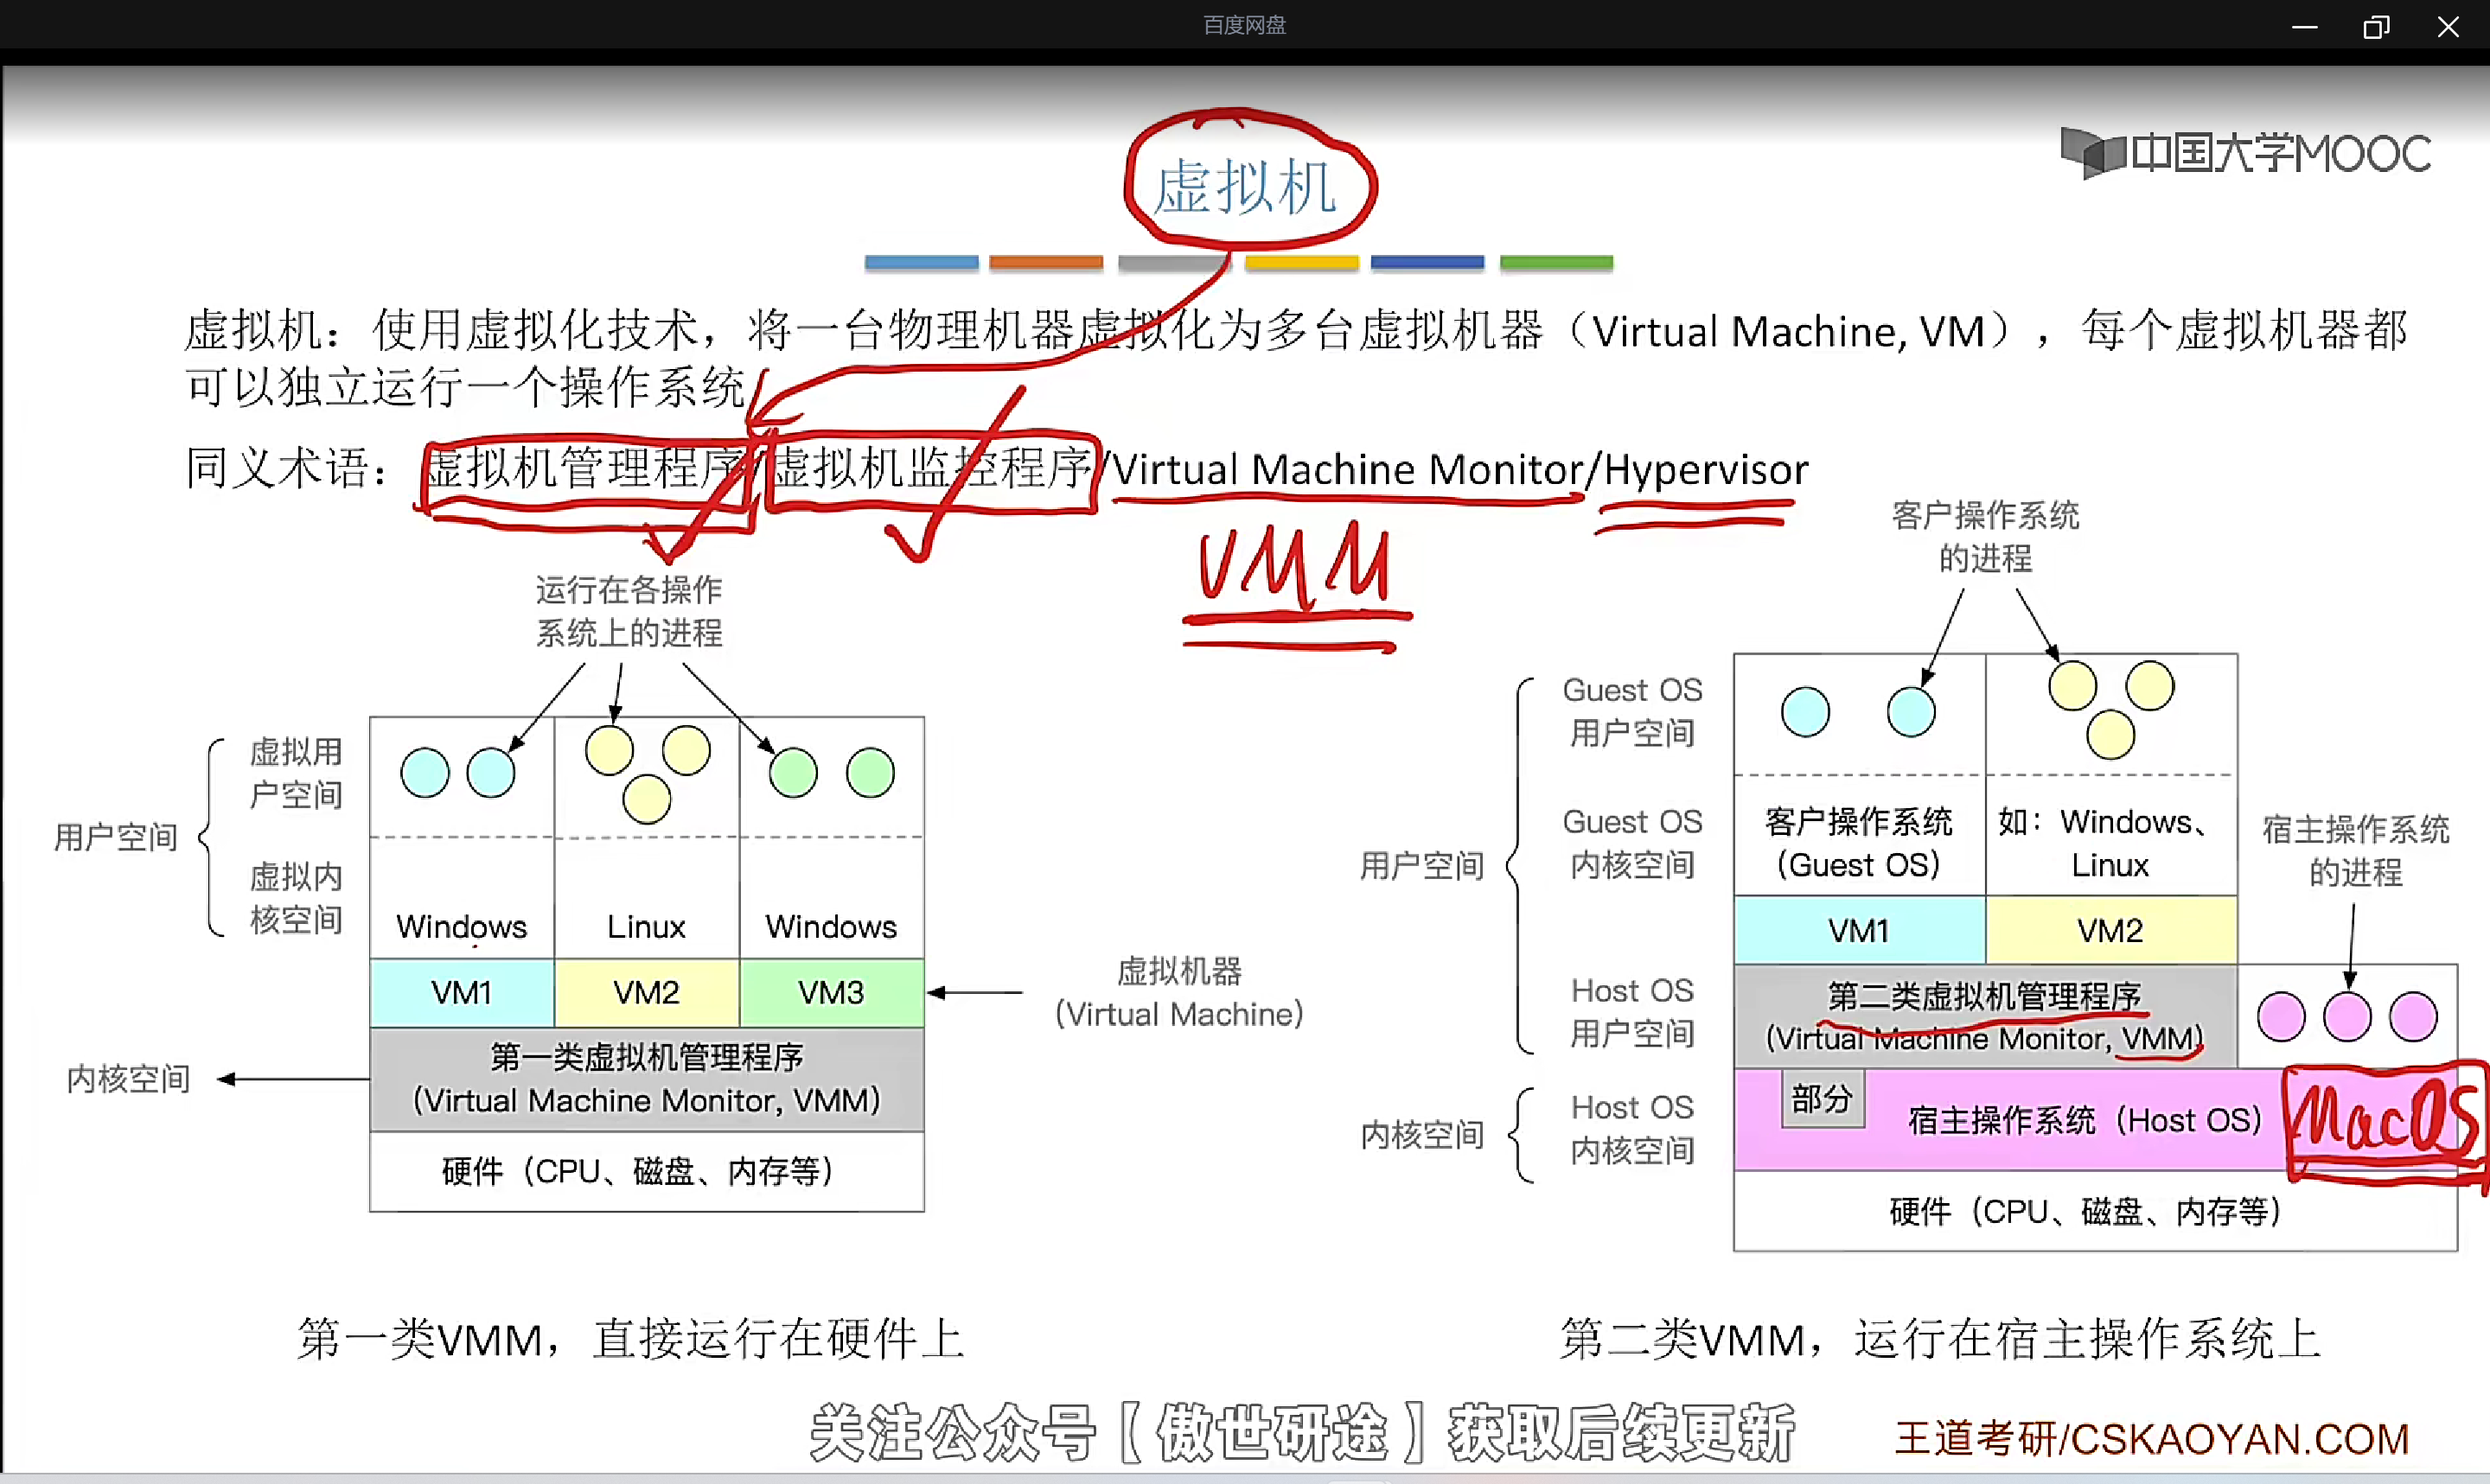 百度网盘
中国大学MOOC
虚拟机
虚拟机：使用虚拟化技术，将一台物理机器虚拟化为多台虚拟机器（Virtual Machine, VM），每个虚拟机器都
可以独立运行一个操作系统
同义术语：虚拟机管理程序/虚拟机监控程序/Virtual Machine Monitor/Hypervisor
VMM
运行在各操作
系统上的进程
用户空间
虚拟用
户空间
虚拟内
核空间
Windows
Linux
Windows
VM1
VM2
VM3
虚拟机器
(Virtual Machine)
内核空间
第一类虚拟机管理程序
(Virtual Machine Monitor, VMM)
硬件（CPU、磁盘、内存等）
第一类VMM，直接运行在硬件上
客户操作系统
的进程
用户空间
Guest OS
用户空间
Guest OS
内核空间
客户操作系统
(Guest OS)
如：Windows、
Linux
宿主操作系统
的进程
VM1
VM2
Host OS
用户空间
第二类虚拟机管理程序
(Virtual Machine Monitor, VMM)
内核空间
Host OS
内核空间
部分
宿主操作系统（Host OS）
MacOS
硬件（CPU、磁盘、内存等）
第二类VMM，运行在宿主操作系统上
关注公众号【傲世研途】获取后续更新
王道考研/CSKAOYAN.COM